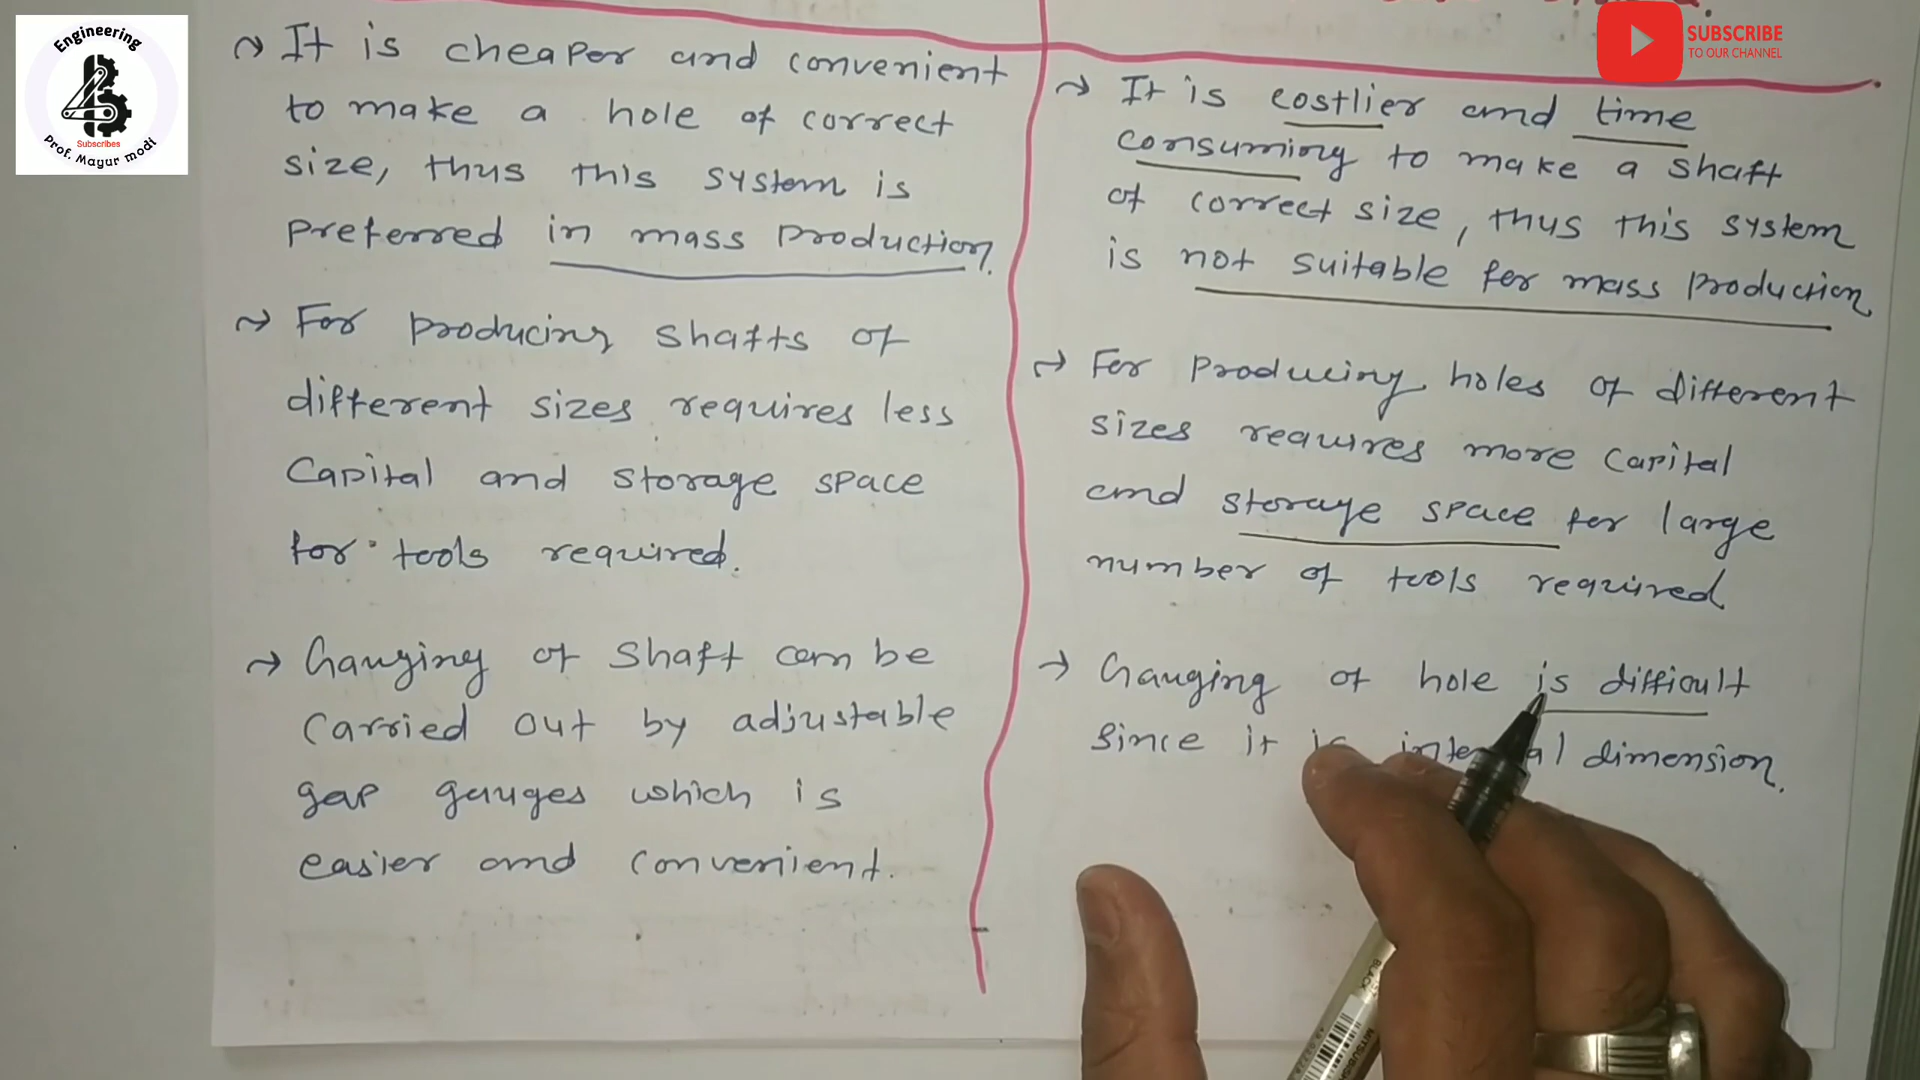 Engineering
Subscribes
Prof. Mayur modi
SUBSCRIBE
TO OUR CHANNEL
~> It is cheaper and convenient
to make a hole of correct
size, thus this system is
preferred in mass production.
~> For producing shafts of
different sizes requires less
Capital and storage space
for tools required.
~> Gauging of shaft can be
carried out by adjustable
gap gauges which is
easier and convenient.
~> It is costlier and time
consuming to make a shaft
of correct size, thus this system
is not suitable for mass production
~> For producing holes of different
sizes requires more capital
and storage space for large
number of tools required
~> Gauging of hole is difficult
Since it is internal dimension.
BLACK